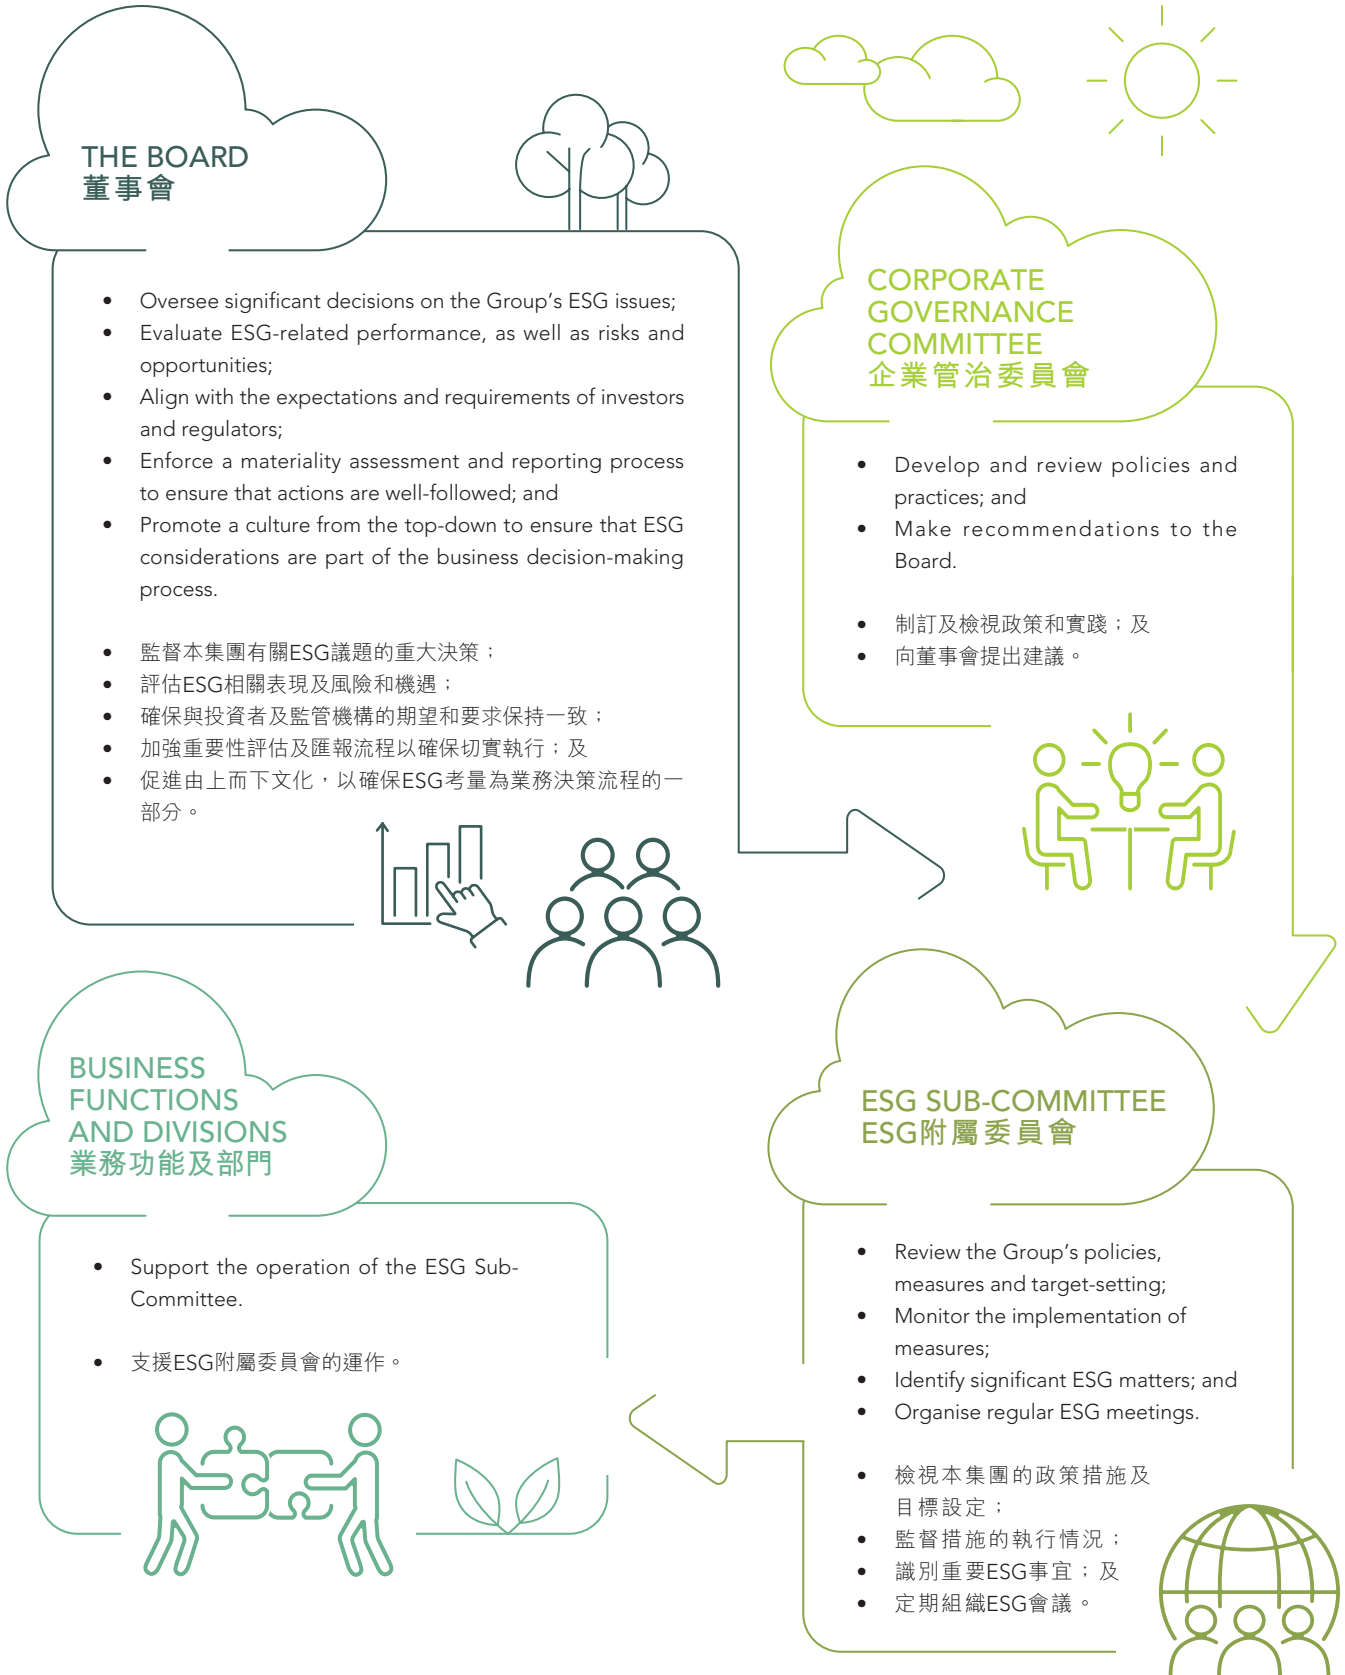 THE BOARD
董事會
• Oversee significant decisions on the Group’s ESG issues;
• Evaluate ESG-related performance, as well as risks and
opportunities;
• Align with the expectations and requirements of investors
and regulators;
• Enforce a materiality assessment and reporting process
to ensure that actions are well-followed; and
• Promote a culture from the top-down to ensure that ESG
considerations are part of the business decision-making
process.
• 監督本集團有關ESG議題的重大決策；
• 評估ESG相關表現及風險和機遇；
• 確保與投資者及監管機構的期望和要求保持一致；
• 加強重要性評估及匯報流程以確保切實執行；及
• 促進由上而下文化，以確保ESG考量為業務決策流程的一
部分。
CORPORATE
GOVERNANCE
COMMITTEE
企業管治委員會
• Develop and review policies and
practices; and
• Make recommendations to the
Board.
• 制訂及檢視政策和實踐；及
• 向董事會提出建議。
BUSINESS
FUNCTIONS
AND DIVISIONS
業務功能及部門
• Support the operation of the ESG Sub-
Committee.
• 支援ESG附屬委員會的運作。
ESG SUB-COMMITTEE
ESG附屬委員會
• Review the Group’s policies,
measures and target-setting;
• Monitor the implementation of
measures;
• Identify significant ESG matters; and
• Organise regular ESG meetings.
• 檢視本集團的政策措施及
目標設定；
• 監督措施的執行情況；
• 識別重要ESG事宜；及
• 定期組織ESG會議。